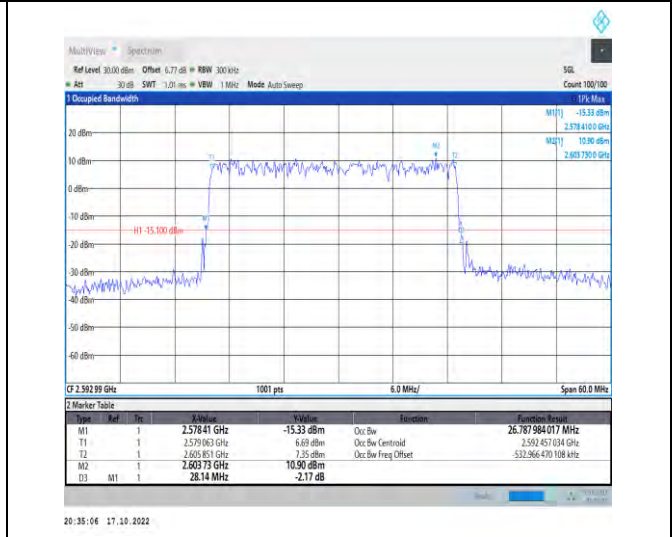 MultiView Spectrum
Ref Level 30.00 dBm Offset 6.77 dB RBW 300 kHz SGL
Att 30 dB SWT 1.01 ms VBW 1 MHz Mode Auto Sweep Count 100/100
1 Occupied Bandwidth 1Pk Max
M1[1] -15.33 dBm
2.578 410 0 GHz
M2[1] 10.90 dBm
2.603 730 0 GHz
20 dBm
M2
T1 T2
10 dBm
0 dBm
-10 dBm
M1
H1 -15.100 dBm
-20 dBm
-30 dBm
-40 dBm
-50 dBm
-60 dBm
CF 2.592 99 GHz 1001 pts 6.0 MHz/ Span 60.0 MHz
2 Marker Table
Type Ref Trc X-Value Y-Value Function Function Result
M1 1 2.578 41 GHz -15.33 dBm Occ Bw 26.787 984 017 MHz
T1 1 2.579 063 GHz 6.69 dBm Occ Bw Centroid 2.592 457 034 GHz
T2 1 2.605 851 GHz 7.35 dBm Occ Bw Freq Offset -532.966 470 108 kHz
M2 1 2.603 73 GHz 10.90 dBm
D3 M1 1 28.14 MHz -2.17 dB
Ready
20:35:06 17.10.2022